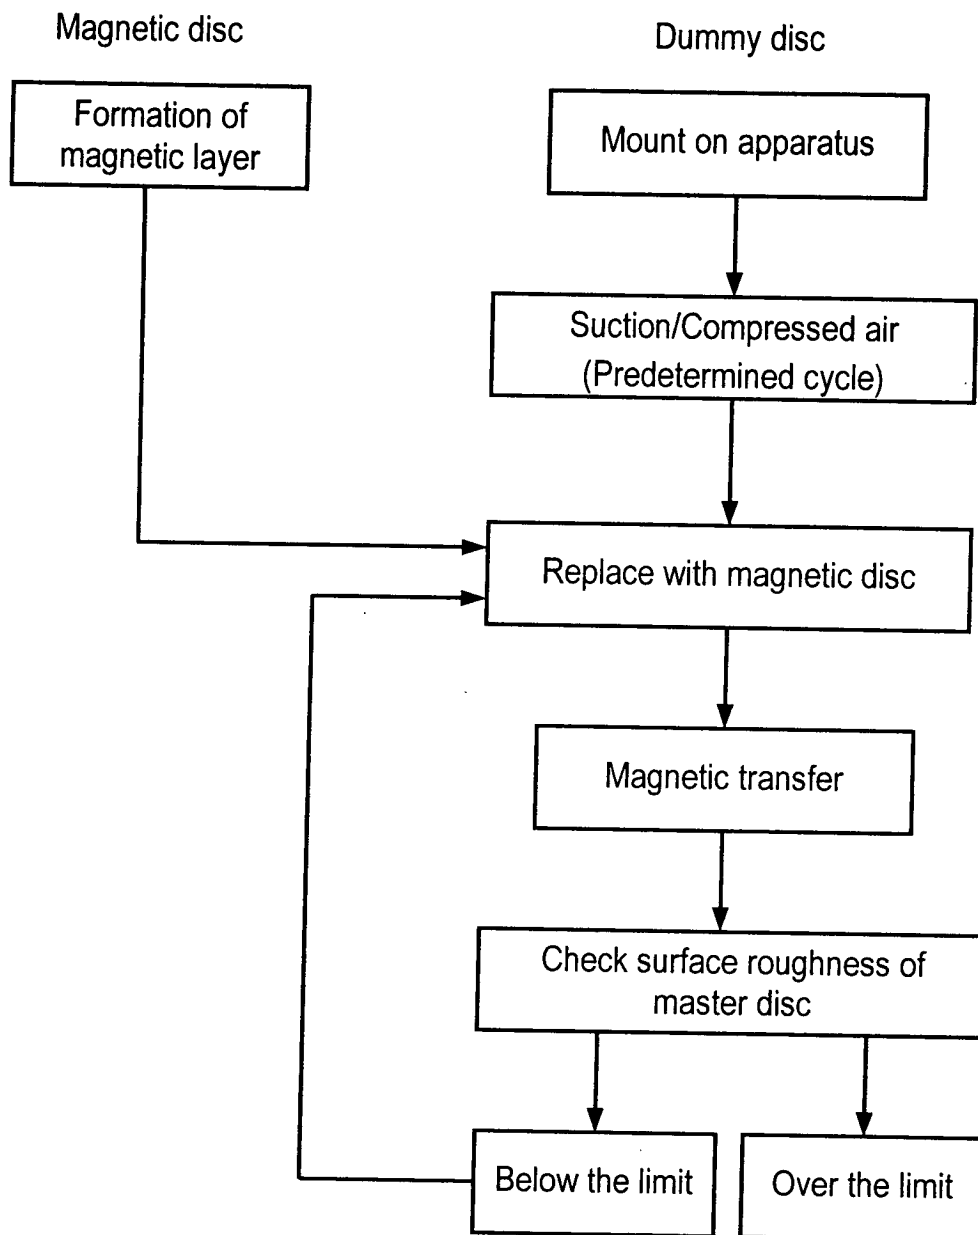 Magnetic disc
Dummy disc
Formation of
magnetic layer
Mount on apparatus
Suction/Compressed air
(Predetermined cycle)
Replace with magnetic disc
Magnetic transfer
Check surface roughness of
master disc
Below the limit
Over the limit